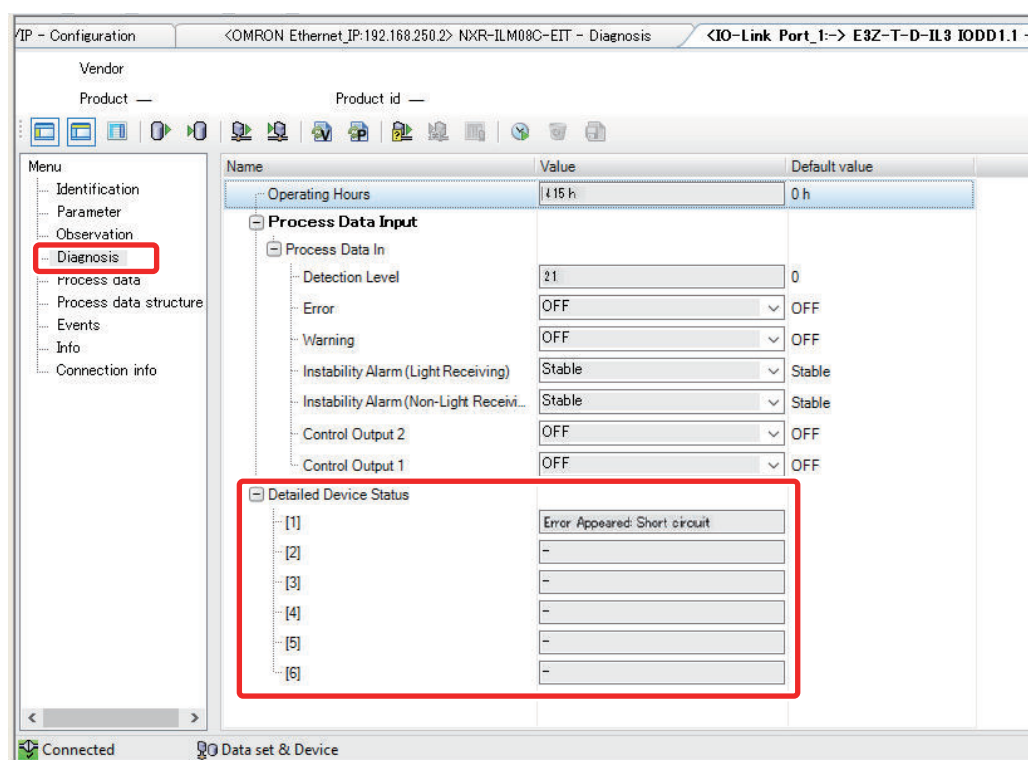 /IP - Configuration
<OMRON Ethernet_IP:192.168.250.2> NXR-ILM08C-EIT - Diagnosis
<IO-Link Port_1:-> E3Z-T-D-IL3 IODD1.1 -
Vendor
Product —
Product id —
Menu
Identification
Parameter
Observation
Diagnosis
Process data
Process data structure
Events
Info
Connection info
Name Value Default value
Operating Hours 0 h
Process Data Input
Process Data In
Detection Level 21 0
Error OFF OFF
Warning OFF OFF
Instability Alarm (Light Receiving) Stable Stable
Instability Alarm (Non-Light Receivi... Stable Stable
Control Output 2 OFF OFF
Control Output 1 OFF OFF
Detailed Device Status
[1] Error Appeared: Short circuit
[2] -
[3] -
[4] -
[5] -
[6] -
Connected
Data set & Device